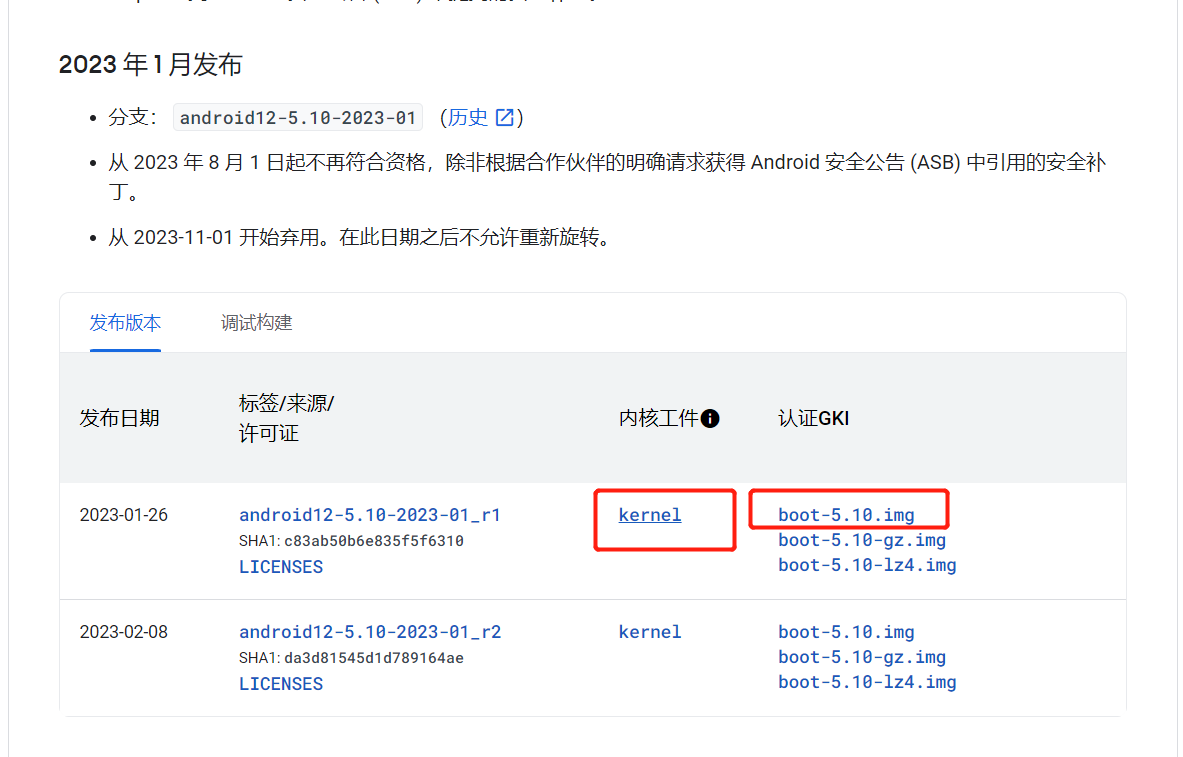 2023 年 1 月发布
分支： android12-5.10-2023-01 （历史）
从 2023 年 8 月 1 日起不再符合资格，除非根据合作伙伴的明确请求获得 Android 安全公告 (ASB) 中引用的安全补
丁。
从 2023-11-01 开始弃用。在此日期之后不允许重新旋转。
发布版本 调试构建
发布日期 标签/来源/ 内核工件 认证GKI
许可证
2023-01-26 android12-5.10-2023-01_r1 kernel boot-5.10.img
SHA1: c83ab50b6e835f5f6310 boot-5.10-gz.img
LICENSES boot-5.10-lz4.img
2023-02-08 android12-5.10-2023-01_r2 kernel boot-5.10.img
SHA1: da3d81545d1d789164ae boot-5.10-gz.img
LICENSES boot-5.10-lz4.img